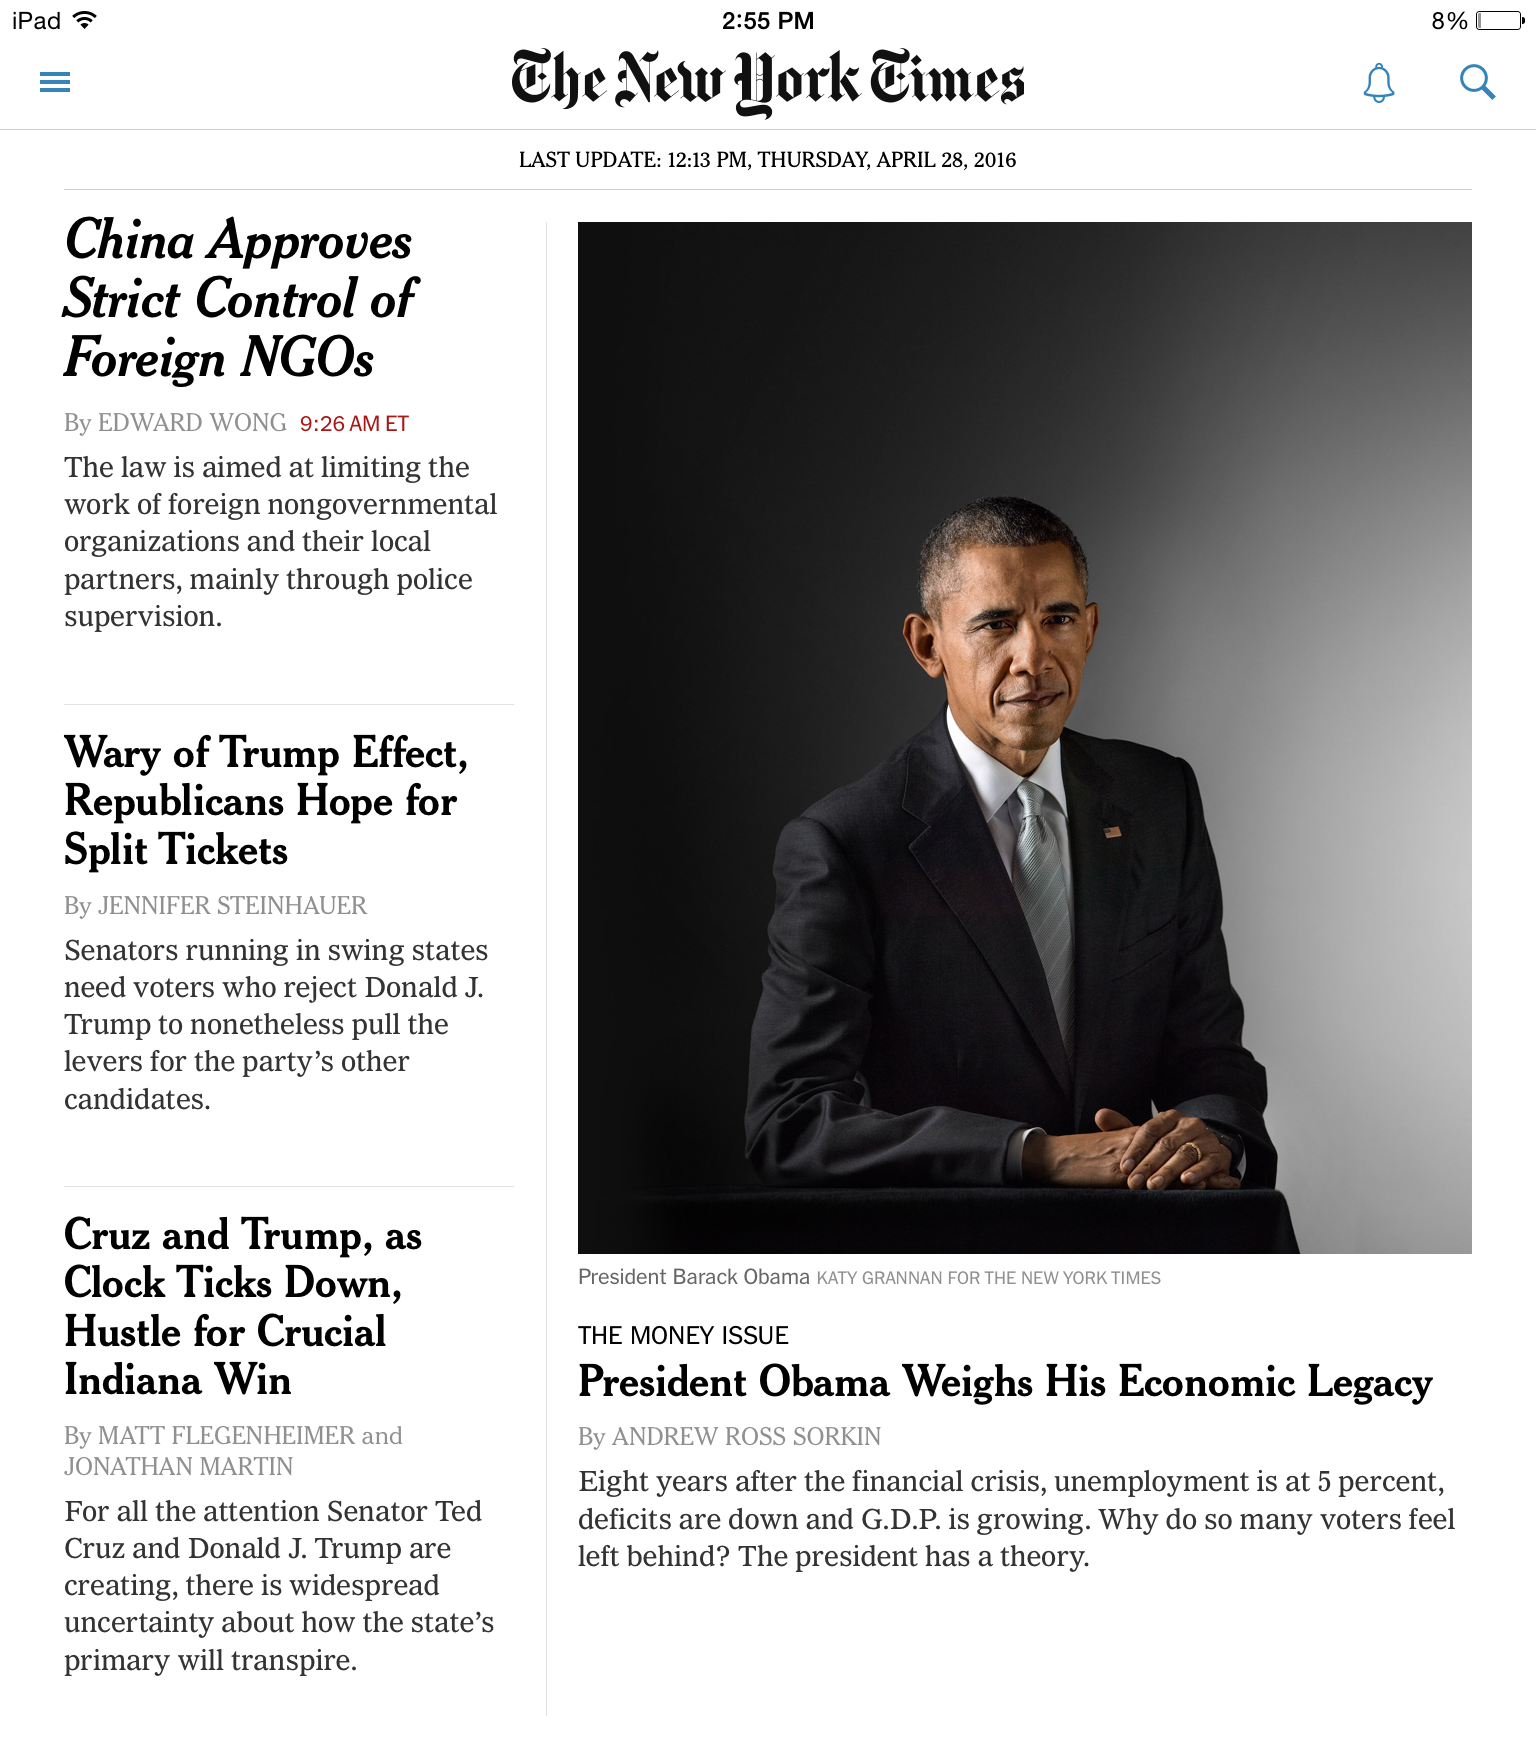 iPad
2:55 PM
8%
The New York Times
LAST UPDATE: 12:13 PM, THURSDAY, APRIL 28, 2016
China Approves
Strict Control of
Foreign NGOs
By EDWARD WONG 9:26 AM ET
The law is aimed at limiting the
work of foreign nongovernmental
organizations and their local
partners, mainly through police
supervision.
Wary of Trump Effect,
Republicans Hope for
Split Tickets
By JENNIFER STEINHAUER
Senators running in swing states
need voters who reject Donald J.
Trump to nonetheless pull the
levers for the party’s other
candidates.
Cruz and Trump, as
Clock Ticks Down,
Hustle for Crucial
Indiana Win
By MATT FLEGENHEIMER and
JONATHAN MARTIN
For all the attention Senator Ted
Cruz and Donald J. Trump are
creating, there is widespread
uncertainty about how the state’s
primary will transpire.
President Barack Obama KATY GRANNAN FOR THE NEW YORK TIMES
THE MONEY ISSUE
President Obama Weighs His Economic Legacy
By ANDREW ROSS SORKIN
Eight years after the financial crisis, unemployment is at 5 percent,
deficits are down and G.D.P. is growing. Why do so many voters feel
left behind? The president has a theory.